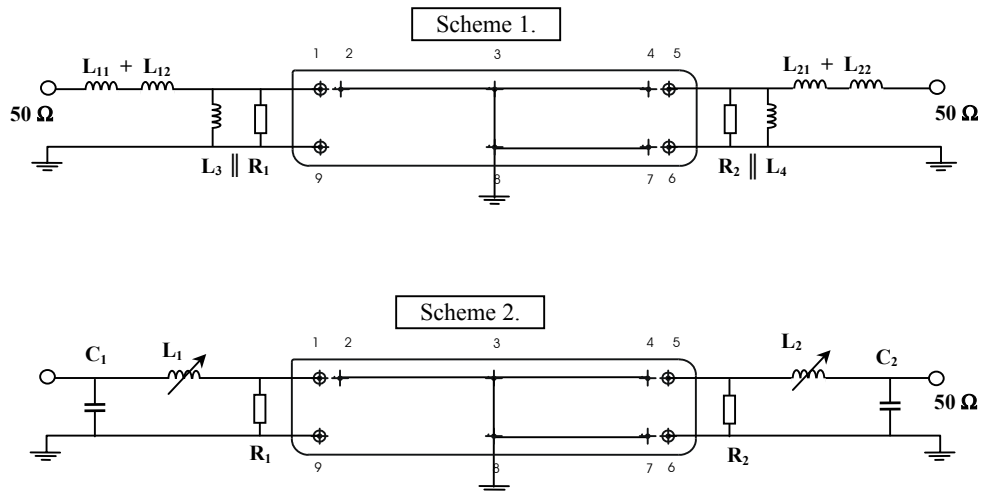 Scheme 1.
1 2 3 4 5
L₁₁ + L₁₂
L₂₁ + L₂₂
50 Ω
50 Ω
L₃ || R₁
R₂ || L₄
9 8 7 6
Scheme 2.
1 2 3 4 5
C₁
L₁
L₂
C₂
50 Ω
R₁
R₂
9 8 7 6